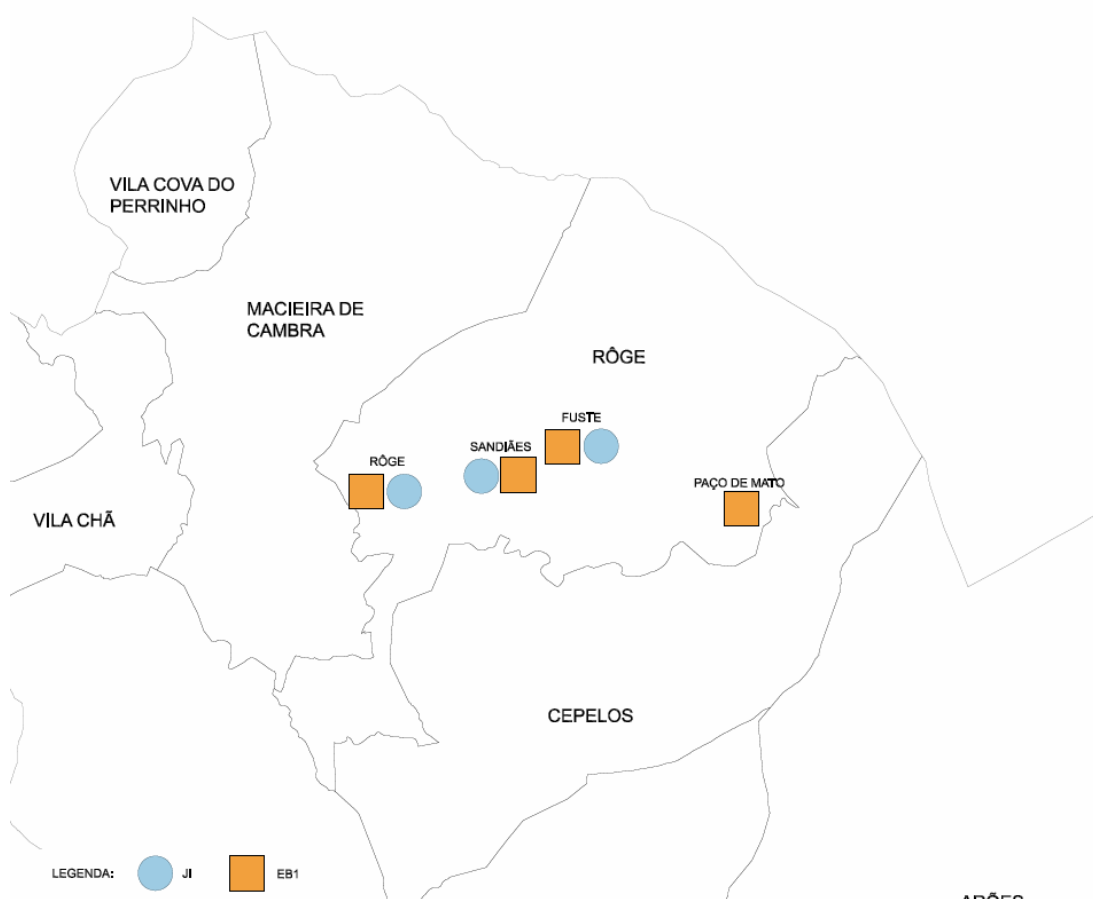 VILA COVA DO
PERRINHO
MACIEIRA DE
CAMBRA
RÔGE
FUSTE
SANDIÃES
RÔGE
PAÇO DE MATO
VILA CHÃ
CEPELOS
LEGENDA: JI EB1
ARÕES